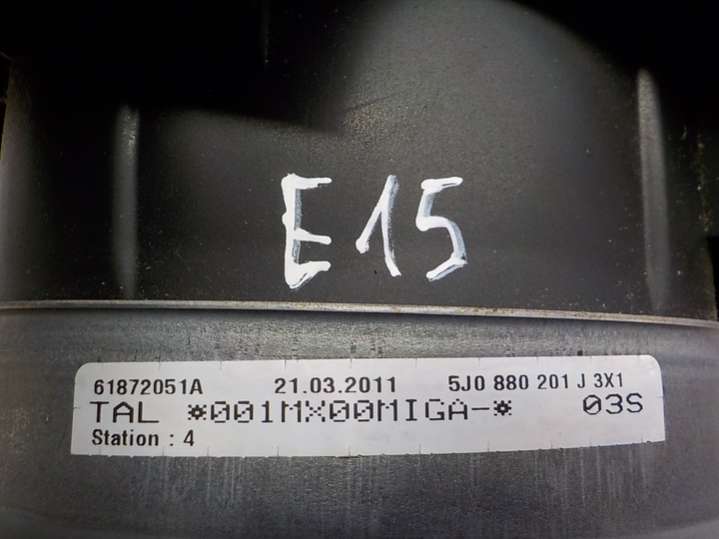 E15
61872051A 21.03.2011 5J0 880 201 J 3X1
TAL *001MX00MIGA-* 03S
Station : 4